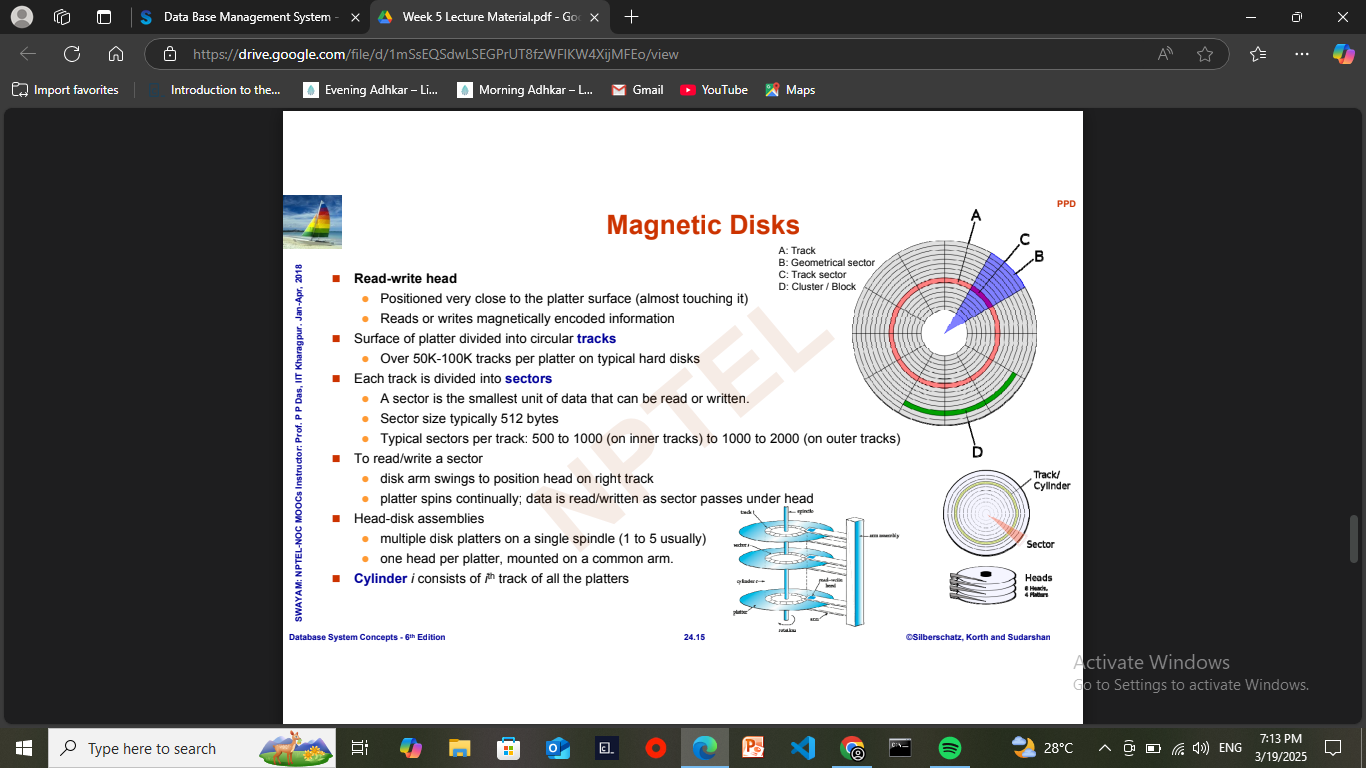 Data Base Management System -
Week 5 Lecture Material.pdf - Goo
https://drive.google.com/file/d/1mSsEQSdwLSEGPrUT8fzWFIKW4XijMFEo/view
Import favorites
Introduction to the...
Evening Adhkar – Li...
Morning Adhkar – L...
Gmail
YouTube
Maps
PPD
Magnetic Disks
A: Track
B: Geometrical sector
C: Track sector
D: Cluster / Block
A
C
B
D
SWAYAM: NPTEL-NOC MOOCs Instructor: Prof. P P Das, IIT Kharagpur. Jan-Apr, 2018
Read-write head
Positioned very close to the platter surface (almost touching it)
Reads or writes magnetically encoded information
Surface of platter divided into circular tracks
Over 50K-100K tracks per platter on typical hard disks
Each track is divided into sectors
A sector is the smallest unit of data that can be read or written.
Sector size typically 512 bytes
Typical sectors per track: 500 to 1000 (on inner tracks) to 1000 to 2000 (on outer tracks)
To read/write a sector
disk arm swings to position head on right track
platter spins continually; data is read/written as sector passes under head
Head-disk assemblies
multiple disk platters on a single spindle (1 to 5 usually)
one head per platter, mounted on a common arm.
Cylinder i consists of ith track of all the platters
NPTEL
track t
spindle
sector s
arm assembly
cylinder c
read–write
head
platter
arm
rotation
Track/
Cylinder
Sector
Heads
8 Heads,
4 Platters
Database System Concepts - 6th Edition
24.15
©Silberschatz, Korth and Sudarshan
Activate Windows
Go to Settings to activate Windows.
Type here to search
28°C
ENG
7:13 PM
3/19/2025